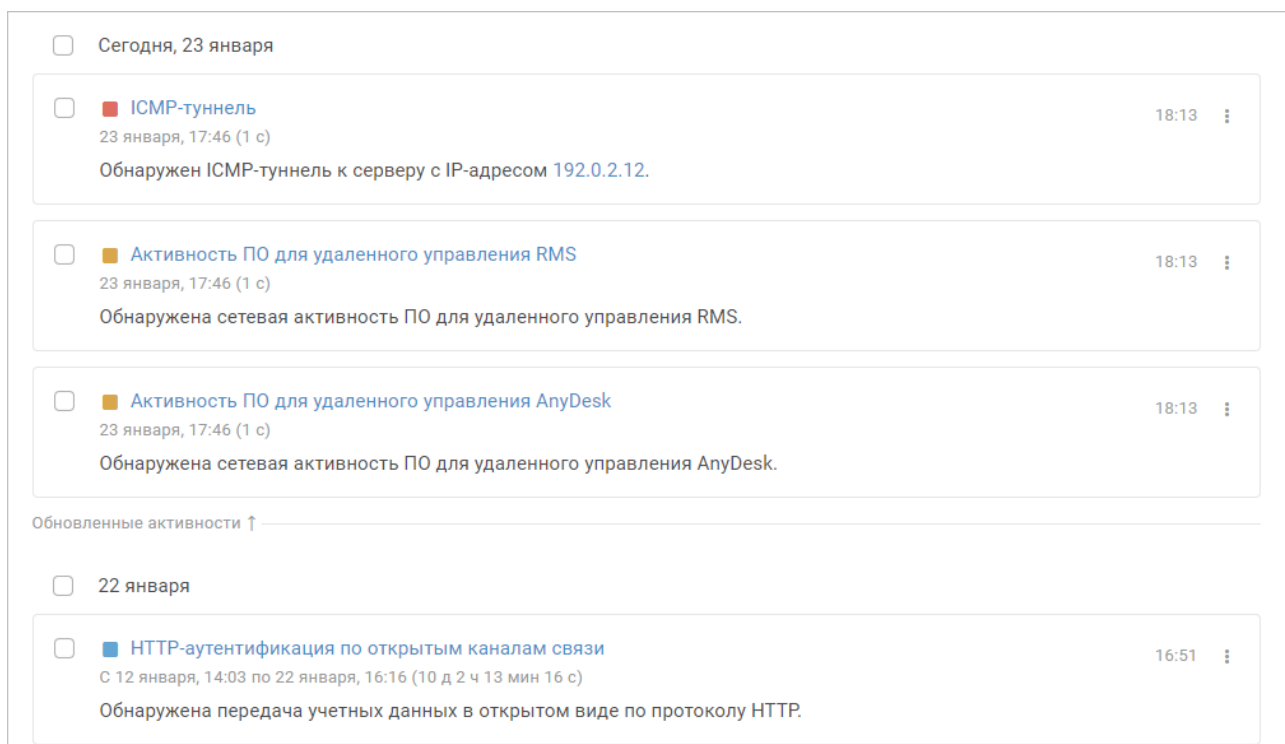 Сегодня, 23 января
ICMP-туннель
18:13
23 января, 17:46 (1 с)
Обнаружен ICMP-туннель к серверу с IP-адресом 192.0.2.12.
Активность ПО для удаленного управления RMS
18:13
23 января, 17:46 (1 с)
Обнаружена сетевая активность ПО для удаленного управления RMS.
Активность ПО для удаленного управления AnyDesk
18:13
23 января, 17:46 (1 с)
Обнаружена сетевая активность ПО для удаленного управления AnyDesk.
Обновленные активности ↑
22 января
HTTP-аутентификация по открытым каналам связи
16:51
С 12 января, 14:03 по 22 января, 16:16 (10 д 2 ч 13 мин 16 с)
Обнаружена передача учетных данных в открытом виде по протоколу HTTP.